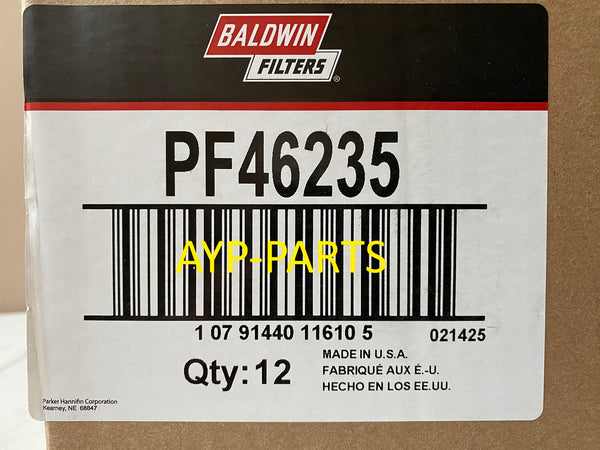 BALDWIN
FILTERS®
PF46235
AYP-PARTS
1 07 91440 11610 5
021425
Qty:12
MADE IN U.S.A.
FABRIQUÉ AUX É.-U.
HECHO EN LOS EE.UU.
Parker Hannifin Corporation
Kearney, NE 68847